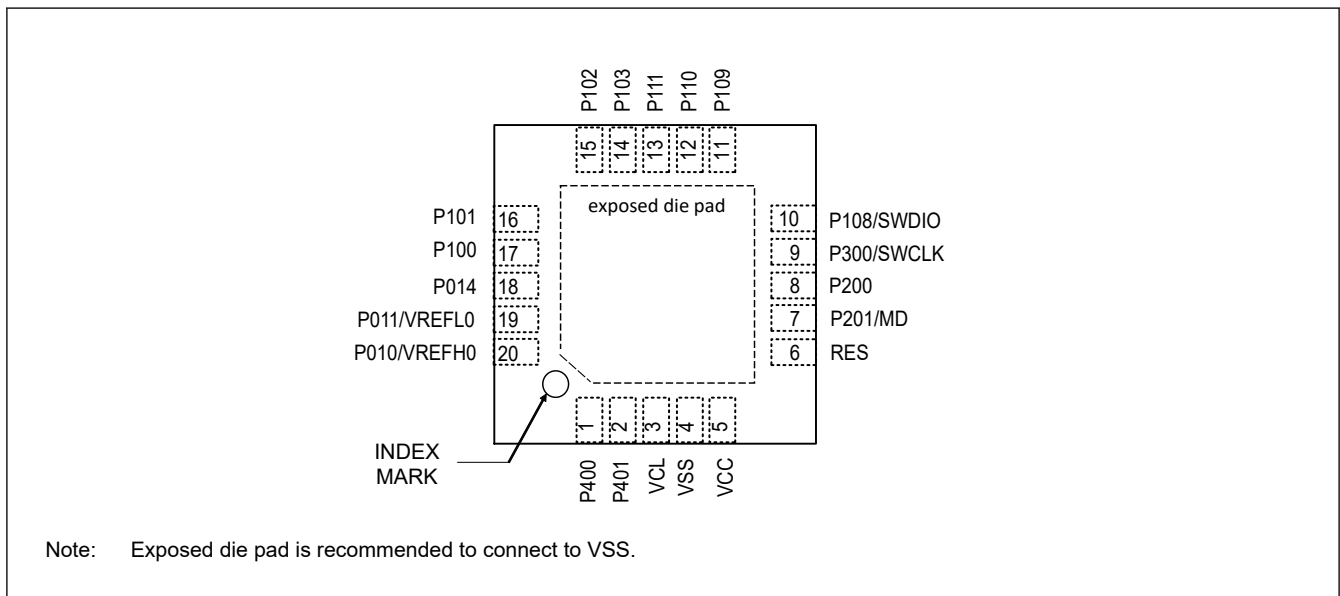 P102 P103 P111 P110 P109
15 14 13 12 11
exposed die pad
P101 16
P100 17
P014 18
P011/VREFL0 19
P010/VREFH0 20
10 P108/SWDIO
9 P300/SWCLK
8 P200
7 P201/MD
6 RES
1 2 3 4 5
P400 P401 VCL VSS VCC
INDEX
MARK
Note: Exposed die pad is recommended to connect to VSS.